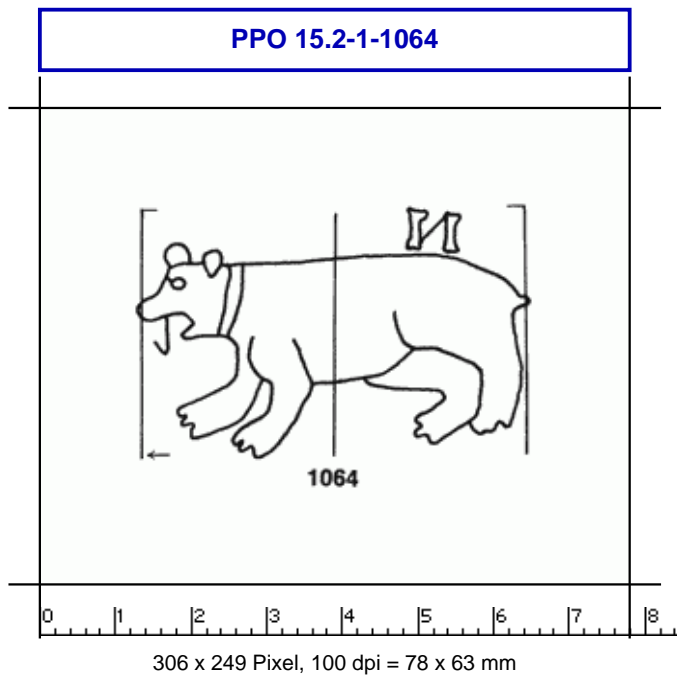 PPO 15.2-1-1064
И
1064
0 1 2 3 4 5 6 7 8
306 x 249 Pixel, 100 dpi = 78 x 63 mm